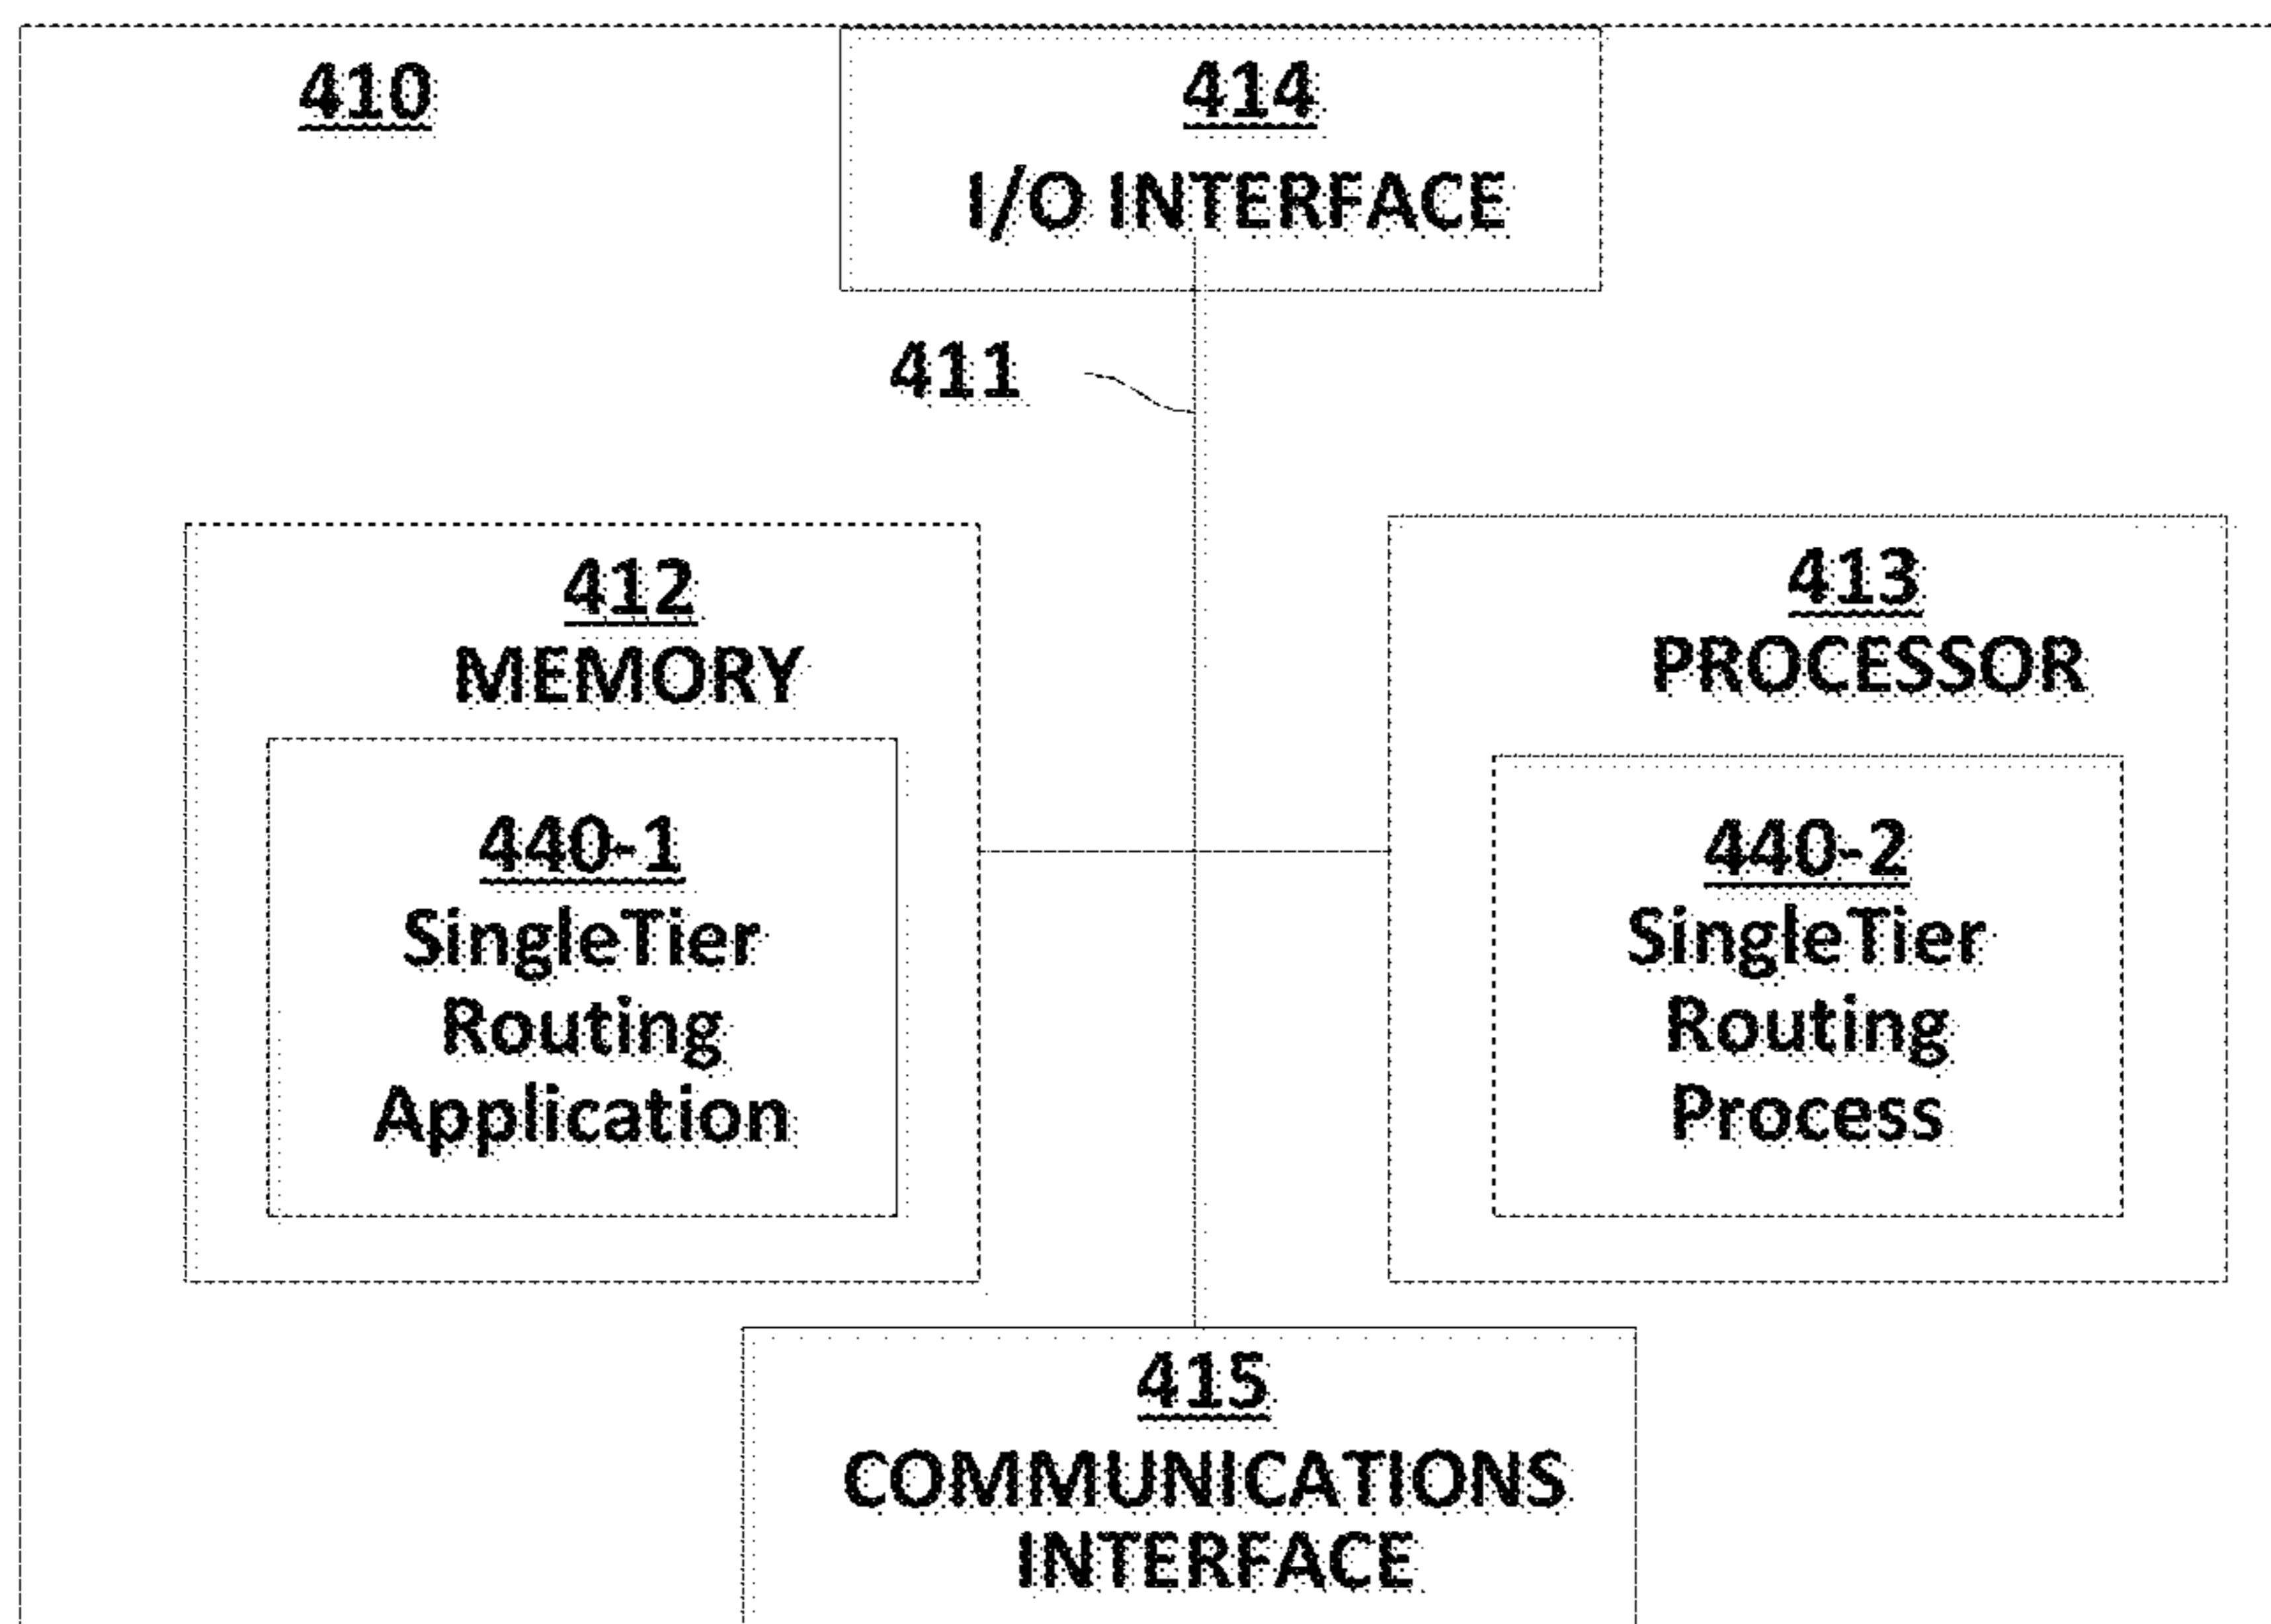 410
414
I/O INTERFACE
411
412
MEMORY
440-1
SingleTier
Routing
Application
413
PROCESSOR
440-2
SingleTier
Routing
Process
415
COMMUNICATIONS
INTERFACE